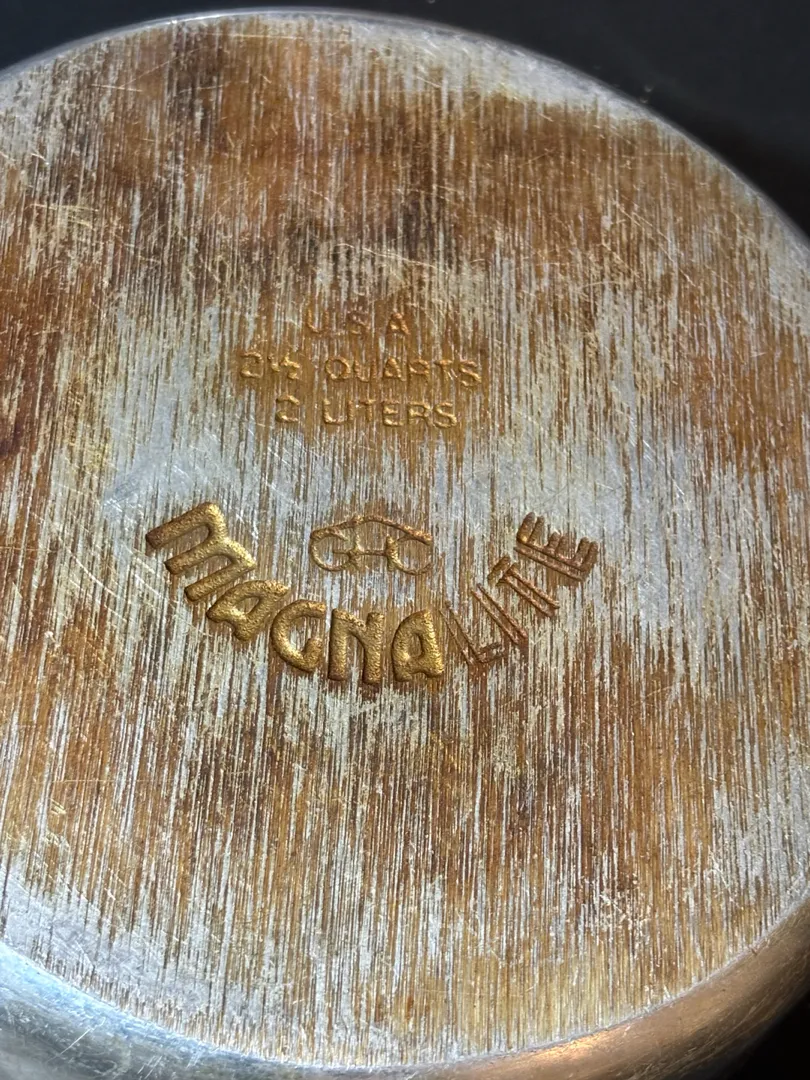 U.S.A
2½ QUARTS
2 LITERS
GHC
MAGNALITE